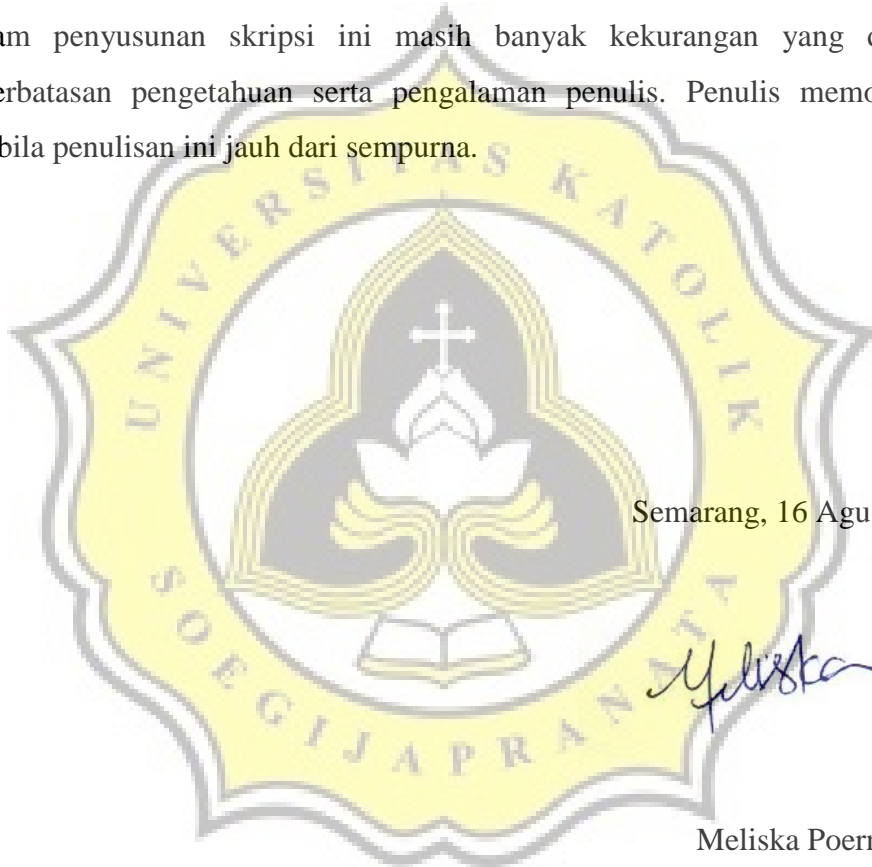 am penyusunan skripsi ini masih banyak kekurangan yang d
erbatasan pengetahuan serta pengalaman penulis. Penulis memo
bila penulisan ini jauh dari sempurna.
UNIVERSITAS KATOLIK
SOEGIJAPRANATA
Semarang, 16 Agu
Meliska
Meliska Poern